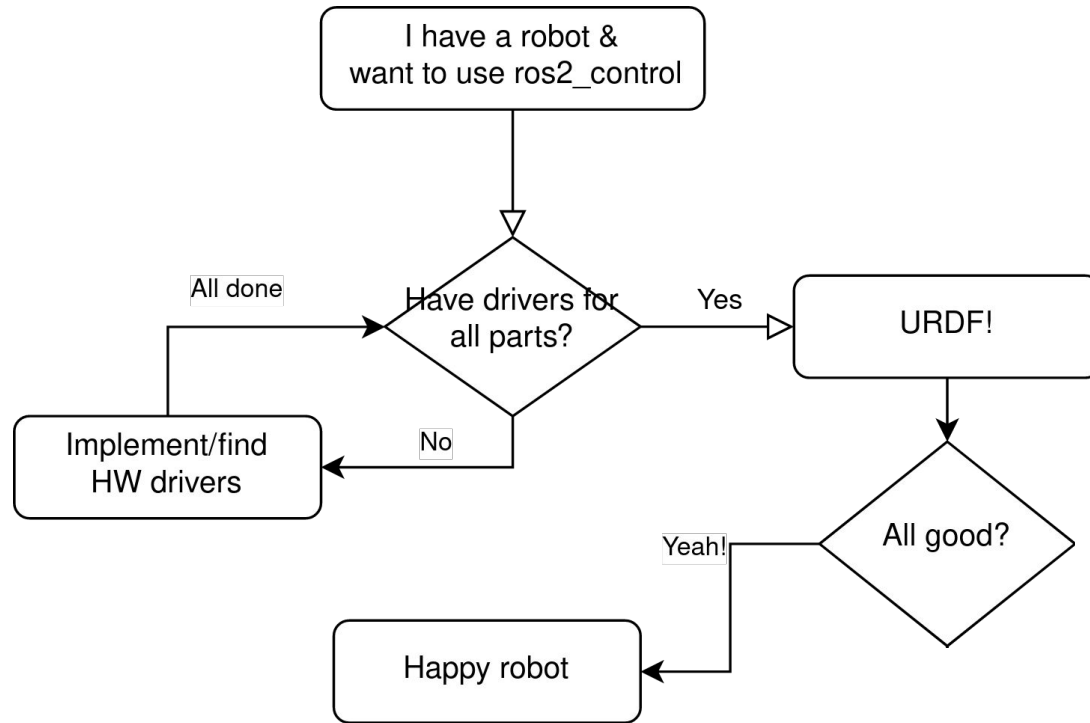 I have a robot &
want to use ros2_control
All done
Have drivers for
all parts?
Yes
URDF!
Implement/find
HW drivers
No
All good?
Yeah!
Happy robot